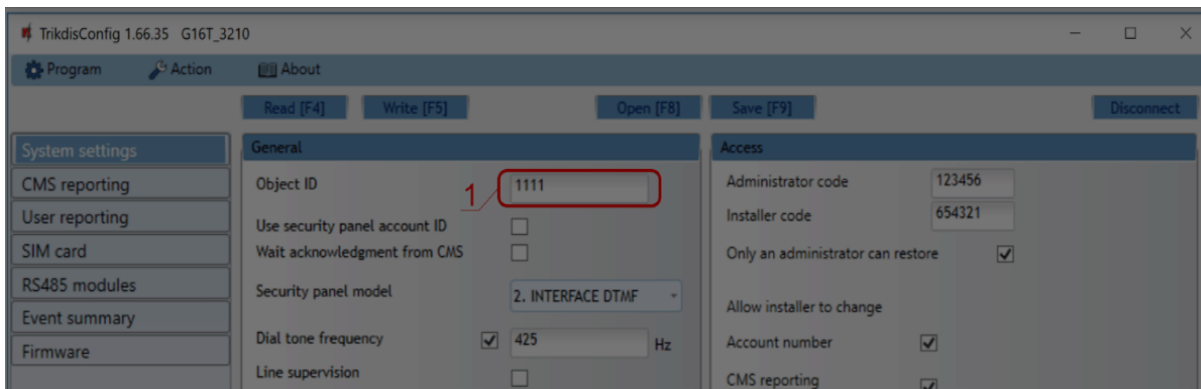 TrikdisConfig 1.66.35 G16T_3210
Program Action About
Read [F4] Write [F5] Open [F8] Save [F9] Disconnect
System settings
CMS reporting
User reporting
SIM card
RS485 modules
Event summary
Firmware
General
Object ID 1111
1
Use security panel account ID
Wait acknowledgment from CMS
Security panel model 2. INTERFACE DTMF
Dial tone frequency 425 Hz
Line supervision
Access
Administrator code 123456
Installer code 654321
Only an administrator can restore
Allow installer to change
Account number
CMS reporting